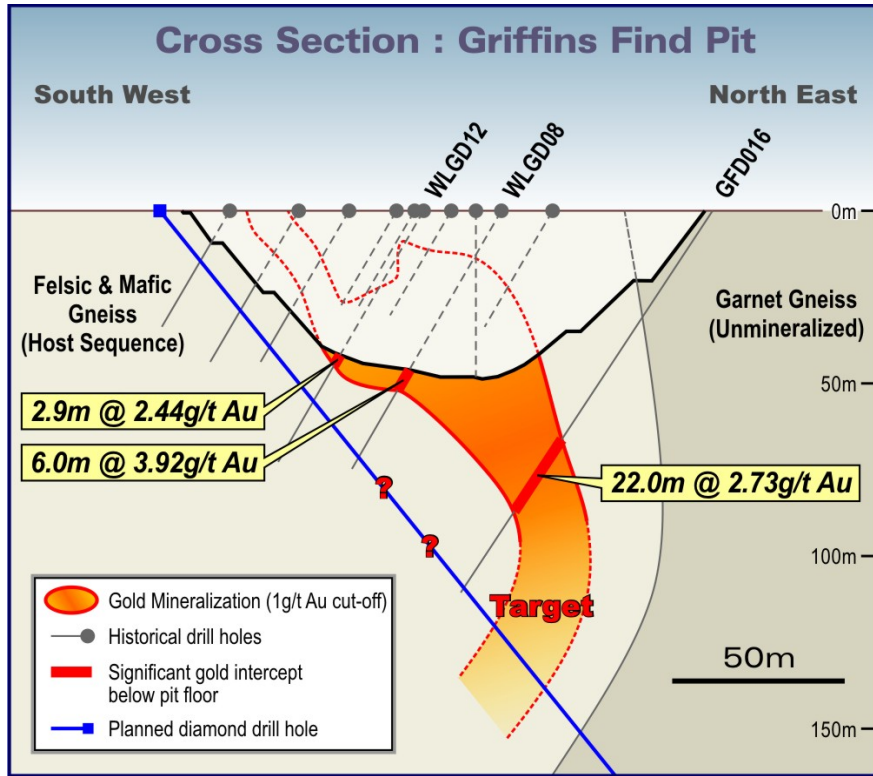 Cross Section : Griffins Find Pit
South West
North East
WLGD12
WLGD08
GFD016
0m
Felsic & Mafic
Gneiss
(Host Sequence)
Garnet Gneiss
(Unmineralized)
50m
2.9m @ 2.44g/t Au
6.0m @ 3.92g/t Au
22.0m @ 2.73g/t Au
?
?
100m
Target
Gold Mineralization (1g/t Au cut-off)
Historical drill holes
Significant gold intercept
below pit floor
Planned diamond drill hole
50m
150m